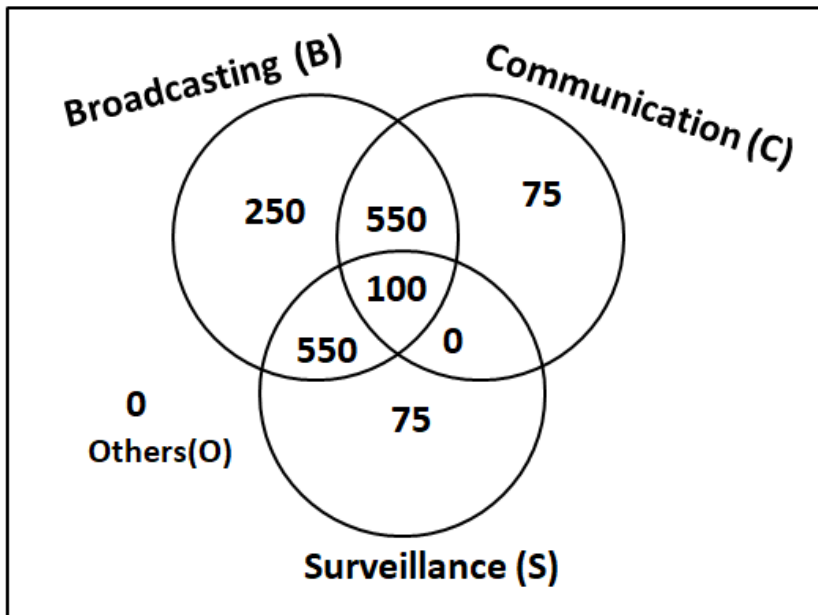 Broadcasting (B)
Communication (C)
250
550
75
100
550
0
75
0
Others(O)
Surveillance (S)